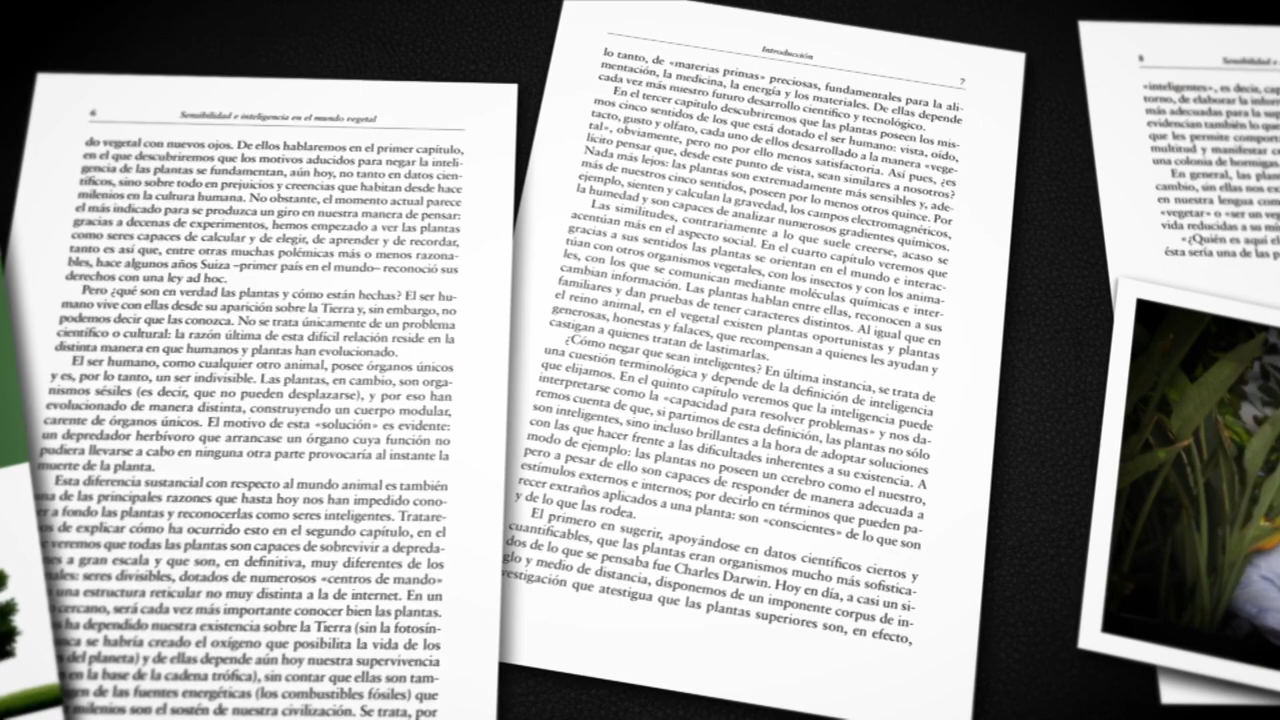 6
Sensibilidad e inteligencia en el mundo vegetal
do vegetal con nuevos ojos. De ellos hablaremos en el primer capítulo,
en el que descubriremos que los motivos aducidos para negar la inteli-
gencia de las plantas se fundamentan, aún hoy, no tanto en datos cien-
tíficos, sino sobre todo en prejuicios y creencias que habitan desde hace
milenios en la cultura humana. No obstante, el momento actual parece
el más indicado para se produzca un giro en nuestra manera de pensar:
gracias a decenas de experimentos, hemos empezado a ver las plantas
como seres capaces de calcular y de elegir, de aprender y de recordar,
tanto es así que, entre otras muchas polémicas más o menos razona-
bles, hace algunos años Suiza –primer país en el mundo– reconoció sus
derechos con una ley ad hoc.
Pero ¿qué son en verdad las plantas y cómo están hechas? El ser hu-
mano vive con ellas desde su aparición sobre la Tierra y, sin embargo, no
podemos decir que las conozca. No se trata únicamente de un problema
científico o cultural: la razón última de esta difícil relación reside en la
distinta manera en que humanos y plantas han evolucionado.
El ser humano, como cualquier otro animal, posee órganos únicos
y es, por lo tanto, un ser indivisible. Las plantas, en cambio, son orga-
nismos sésiles (es decir, que no pueden desplazarse), y por eso han
evolucionado de manera distinta, construyendo un cuerpo modular,
carente de órganos únicos. El motivo de esta «solución» es evidente:
un depredador herbívoro que arrancase un órgano cuya función no
pudiera llevarse a cabo en ninguna otra parte provocaría al instante la
muerte de la planta.
Esta diferencia sustancial con respecto al mundo animal es también
una de las principales razones que hasta hoy nos han impedido cono-
er a fondo las plantas y reconocerlas como seres inteligentes. Tratare-
os de explicar cómo ha ocurrido esto en el segundo capítulo, en el
veremos que todas las plantas son capaces de sobrevivir a depreda-
es a gran escala y que son, en definitiva, muy diferentes de los
ales: seres divisibles, dotados de numerosos «centros de mando»
una estructura reticular no muy distinta a la de internet. En un
cercano, será cada vez más importante conocer bien las plantas.
ha dependido nuestra existencia sobre la Tierra (sin la fotosín-
ca se habría creado el oxígeno que posibilita la vida de los
del planeta) y de ellas depende aún hoy nuestra supervivencia
en la base de la cadena trófica), sin contar que ellas son tam-
gen de las fuentes energéticas (los combustibles fósiles) que
milenios son el sostén de nuestra civilización. Se trata, por
Introducción
7
lo tanto, de «materias primas» preciosas, fundamentales para la ali-
mentación, la medicina, la energía y los materiales. De ellas depende
cada vez más nuestro futuro desarrollo científico y tecnológico.
En el tercer capítulo descubriremos que las plantas poseen los mis-
mos cinco sentidos de los que está dotado el ser humano: vista, oído,
tacto, gusto y olfato, cada uno de ellos desarrollado a la manera «vege-
tal», obviamente, pero no por ello menos satisfactoria. Así pues, ¿es
lícito pensar que, desde este punto de vista, sean similares a nosotros?
Nada más lejos: las plantas son extremadamente más sensibles y, ade-
más de nuestros cinco sentidos, poseen por lo menos otros quince. Por
ejemplo, sienten y calculan la gravedad, los campos electromagnéticos,
la humedad y son capaces de analizar numerosos gradientes químicos.
Las similitudes, contrariamente a lo que suele creerse, acaso se
acentúan más en el aspecto social. En el cuarto capítulo veremos que
gracias a sus sentidos las plantas se orientan en el mundo e interac-
túan con otros organismos vegetales, con los insectos y con los anima-
les, con los que se comunican mediante moléculas químicas e inter-
cambian información. Las plantas hablan entre ellas, reconocen a sus
familiares y dan pruebas de tener caracteres distintos. Al igual que en
el reino animal, en el vegetal existen plantas oportunistas y plantas
generosas, honestas y falaces, que recompensan a quienes les ayudan y
castigan a quienes tratan de lastimarlas.
¿Cómo negar que sean inteligentes? En última instancia, se trata de
una cuestión terminológica y depende de la definición de inteligencia
que elijamos. En el quinto capítulo veremos que la inteligencia puede
interpretarse como la «capacidad para resolver problemas» y nos da-
remos cuenta de que, si partimos de esta definición, las plantas no sólo
son inteligentes, sino incluso brillantes a la hora de adoptar soluciones
con las que hacer frente a las dificultades inherentes a su existencia. A
modo de ejemplo: las plantas no poseen un cerebro como el nuestro,
pero a pesar de ello son capaces de responder de manera adecuada a
estímulos externos e internos; por decirlo en términos que pueden pa-
recer extraños aplicados a una planta: son «conscientes» de lo que son
y de lo que las rodea.
El primero en sugerir, apoyándose en datos científicos ciertos y
cuantificables, que las plantas eran organismos mucho más sofistica-
dos de lo que se pensaba fue Charles Darwin. Hoy en día, a casi un si-
glo y medio de distancia, disponemos de un imponente corpus de in-
vestigación que atestigua que las plantas superiores son, en efecto,
8
Sensibilidad e
«inteligentes», es decir, cap
torno, de elaborar la inform
más adecuada para la sup
evidencian también lo que
que les permite comport
multitud y manifestar c
una colonia de hormigas
En general, las plan
cambio, sin ellas nos ex
en nuestra lengua com
«vegetar» o «ser un ve
vida reducidas a su mí
«¿Quién es aquí el
ésta sería una de las p